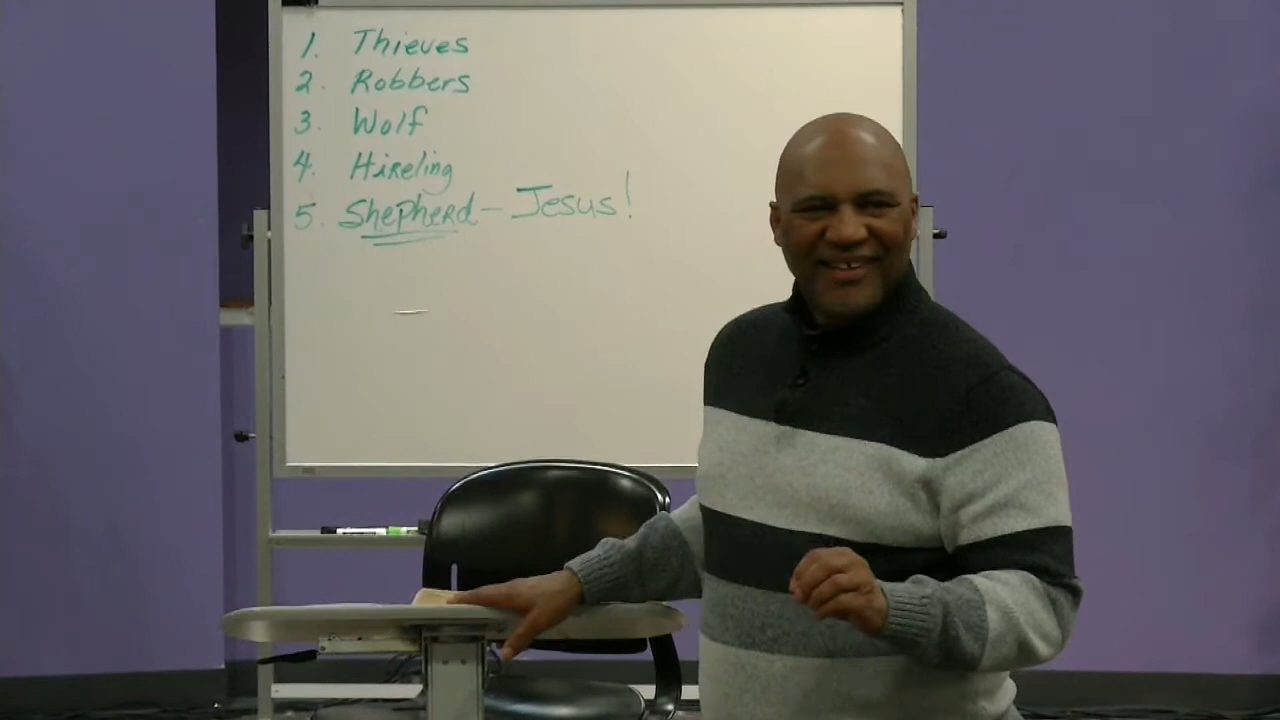 1. Thieves
2. Robbers
3. Wolf
4. Hireling
5. Shepherd - Jesus!